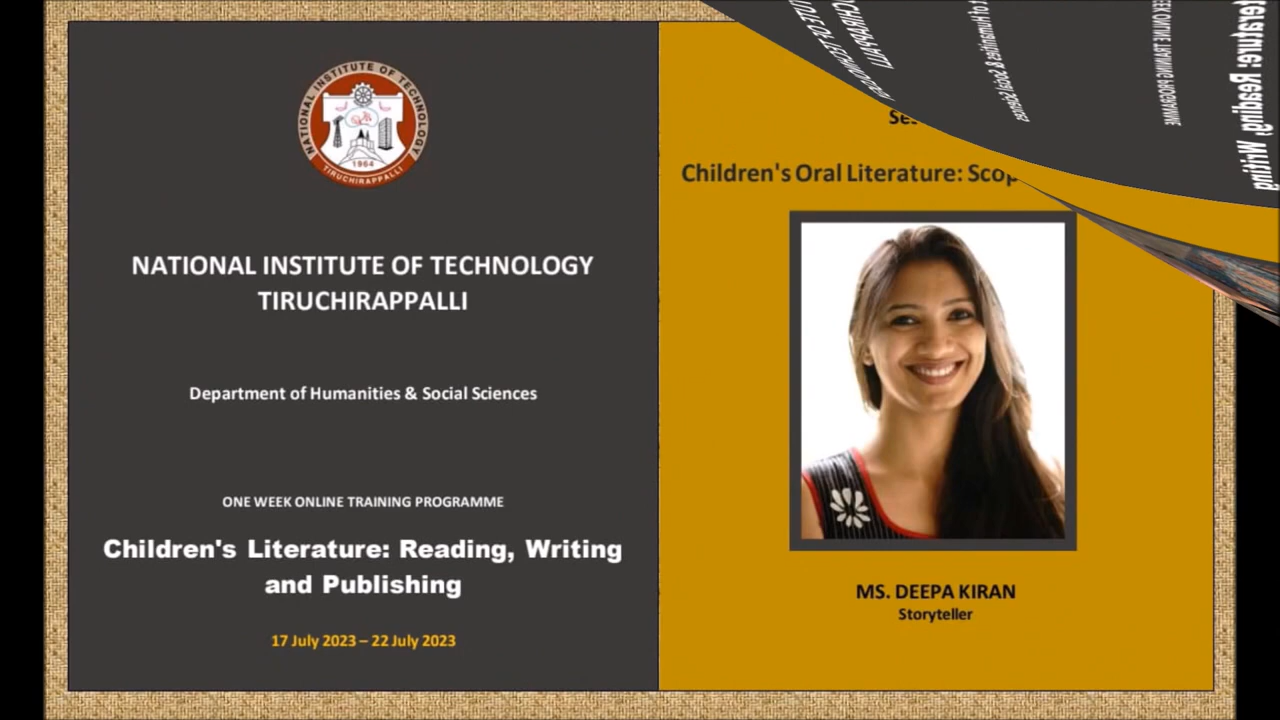 NATIONAL INSTITUTE OF TECHNOLOGY
TIRUCHIRAPPALLI
1964
NATIONAL INSTITUTE OF TECHNOLOGY
TIRUCHIRAPPALLI
Department of Humanities & Social Sciences
ONE WEEK ONLINE TRAINING PROGRAMME
Children's Literature: Reading, Writing
and Publishing
17 July 2023 – 22 July 2023
Children's Oral Literature:
MS. DEEPA KIRAN
Storyteller